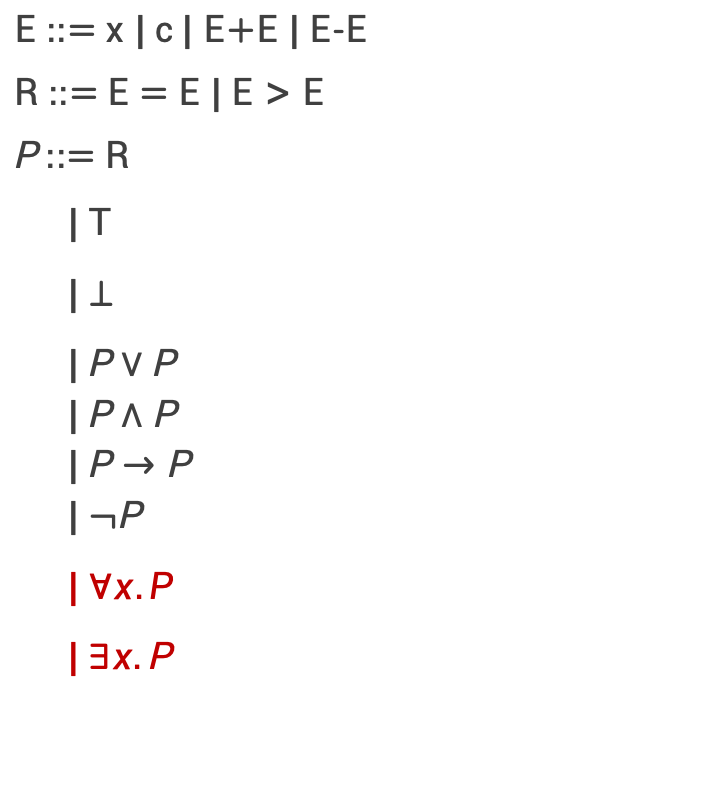 E ::= x | c | E+E | E-E
R ::= E = E | E > E
P ::= R
| T
| ⊥
| P ∨ P
| P ∧ P
| P → P
| ¬P
| ∀x. P
| ∃x. P